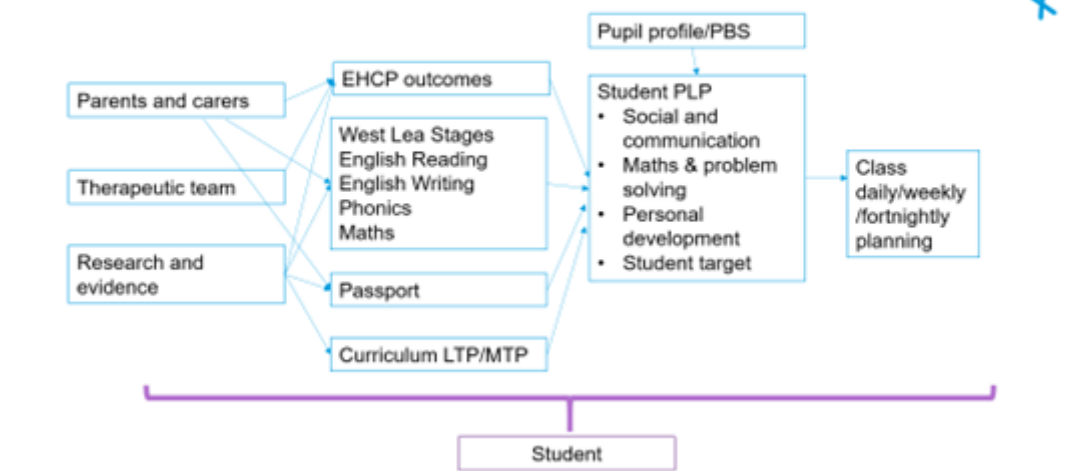 Pupil profile/PBS
Parents and carers
Therapeutic team
Research and
evidence
EHCP outcomes
West Lea Stages
English Reading
English Writing
Phonics
Maths
Passport
Curriculum LTP/MTP
Student PLP
• Social and
communication
• Maths & problem
solving
• Personal
development
• Student target
Class
daily/weekly
/fortnightly
planning
Student